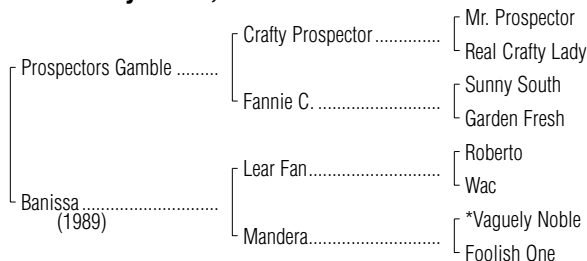 Mr. Prospector
Crafty Prospector ..............
Real Crafty Lady
Prospectors Gamble .........
Sunny South
Fannie C. ..........................
Garden Fresh
Roberto
Lear Fan.............................
Wac
Banissa..............................
(1989)
*Vaguely Noble
Mandera............................
Foolish One